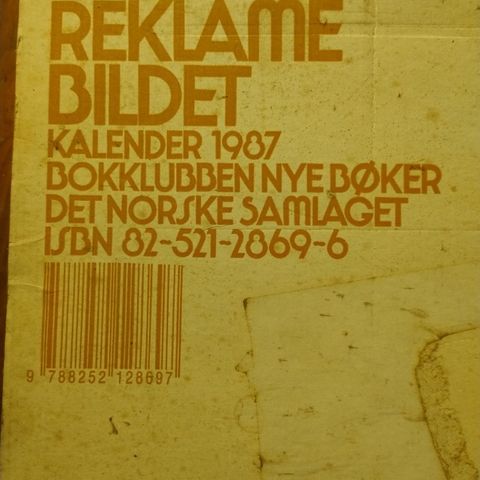 REKLAME
BILDET
KALENDER 1987
BOKKLUBBEN NYE BØKER
DET NORSKE SAMLAGET
ISBN 82-521-2869-6
9 788252 128697